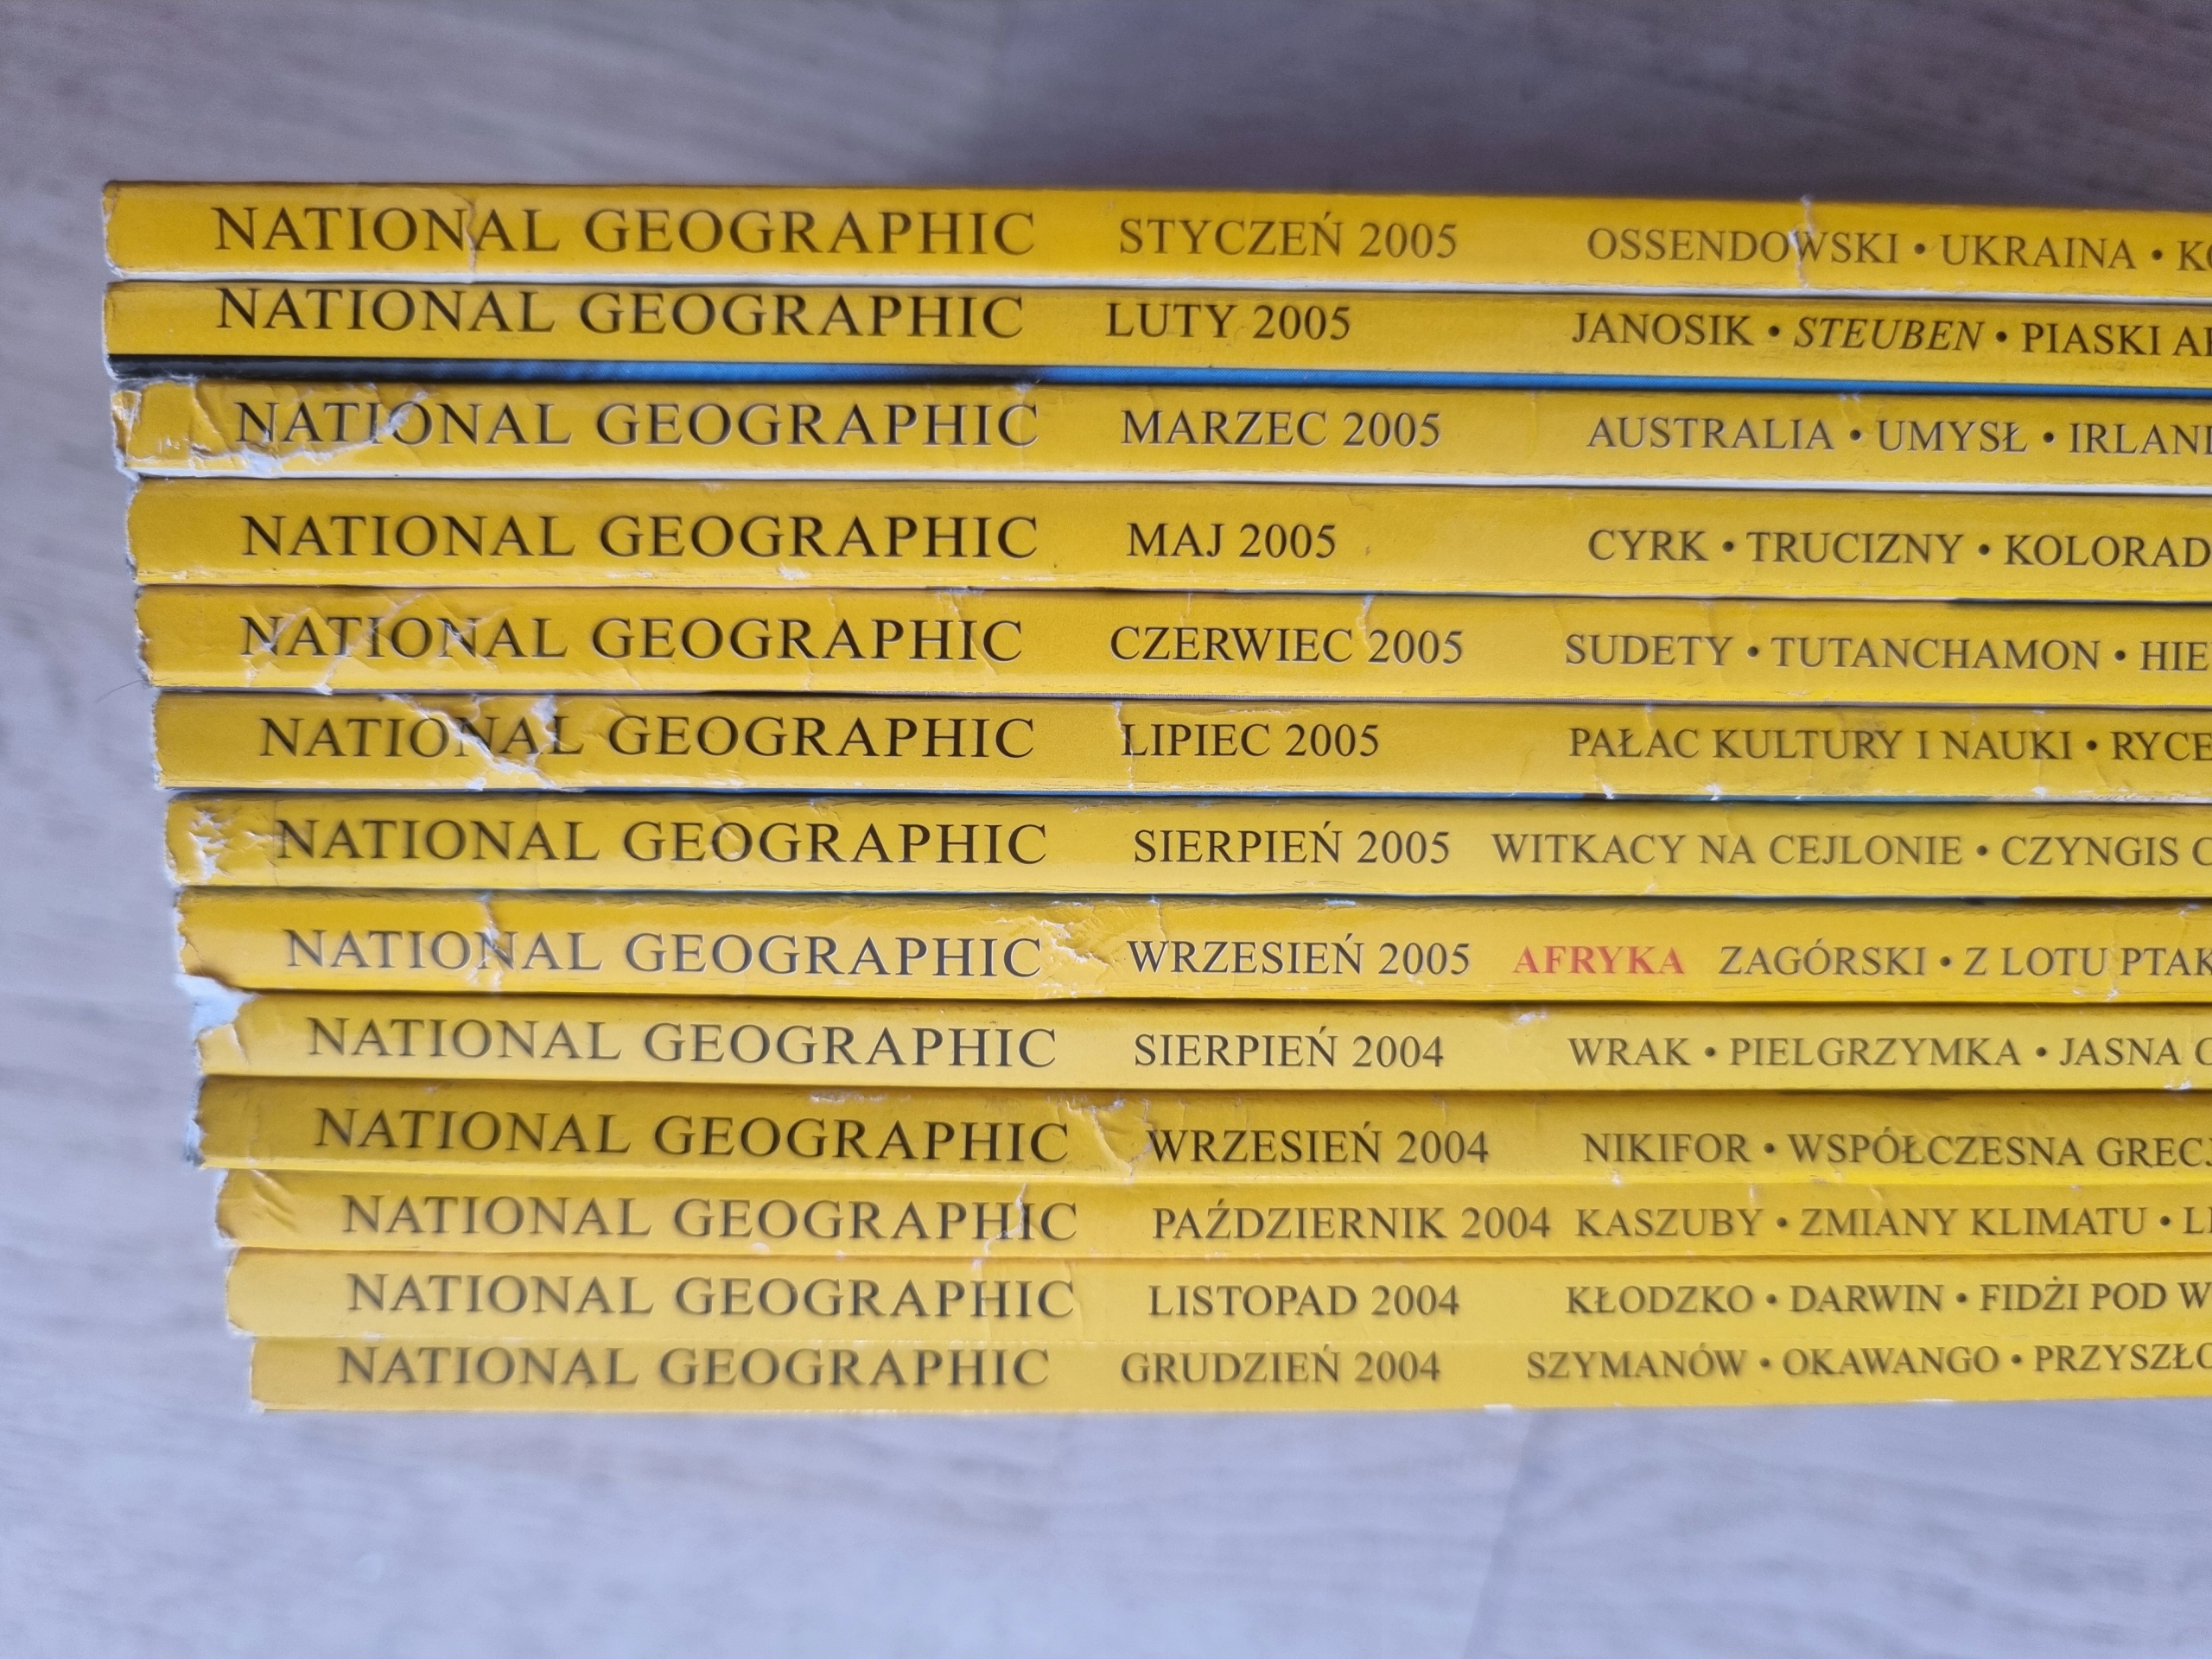 NATIONAL GEOGRAPHIC STYCZEŃ 2005 OSSENDOWSKI • UKRAINA •
NATIONAL GEOGRAPHIC LUTY 2005 JANOSIK • STEUBEN • PIASKI
NATIONAL GEOGRAPHIC MARZEC 2005 AUSTRALIA • UMYSŁ •
NATIONAL GEOGRAPHIC MAJ 2005 CYRK • TRUCIZNY •
NATIONAL GEOGRAPHIC CZERWIEC 2005 SUDETY • TUTANCHAMON •
NATIONAL GEOGRAPHIC LIPIEC 2005 PAŁAC KULTURY I NAUKI •
NATIONAL GEOGRAPHIC SIERPIEŃ 2005 WITKACY NA CEJLONIE • CZYNGIS
NATIONAL GEOGRAPHIC WRZESIEŃ 2005 AFRYKA ZAGÓRSKI • Z LOTU
NATIONAL GEOGRAPHIC SIERPIEŃ 2004 WRAK • PIELGRZYMKA • JASNA
NATIONAL GEOGRAPHIC WRZESIEŃ 2004 NIKIFOR • WSPÓŁCZESNA
NATIONAL GEOGRAPHIC PAŹDZIERNIK 2004 KASZUBY • ZMIANY KLIMATU •
NATIONAL GEOGRAPHIC LISTOPAD 2004 KŁODZKO • DARWIN • FIDŻI POD
NATIONAL GEOGRAPHIC GRUDZIEŃ 2004 SZYMANÓW • OKAWANGO •